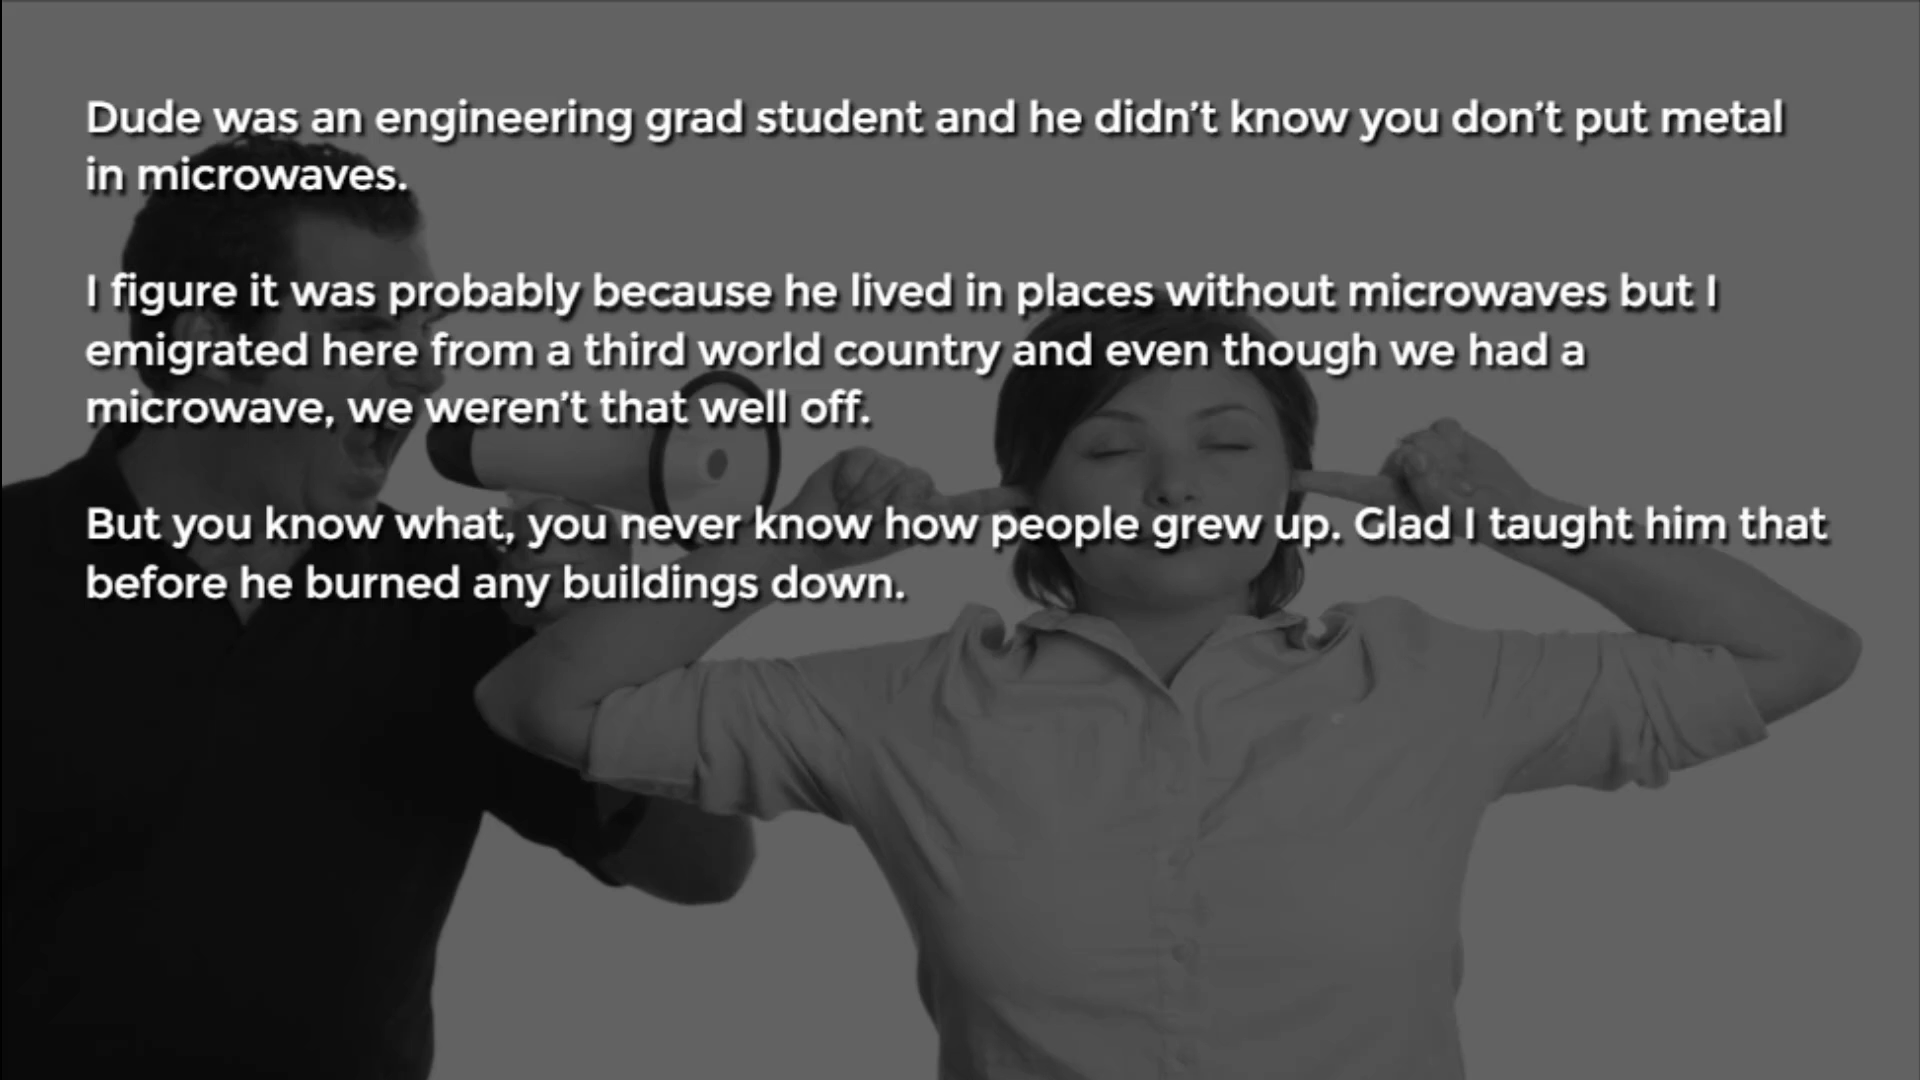 Dude was an engineering grad student and he didn't know you don't put metal
in microwaves.
I figure it was probably because he lived in places without microwaves but I
emigrated here from a third world country and even though we had a
microwave, we weren't that well off.
But you know what, you never know how people grew up. Glad I taught him that
before he burned any buildings down.